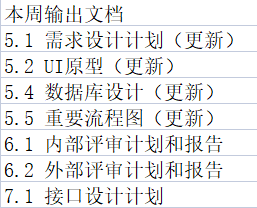 本周输出文档
5.1 需求设计计划（更新）
5.2 UI原型（更新）
5.4 数据库设计（更新）
5.5 重要流程图（更新）
6.1 内部评审计划和报告
6.2 外部评审计划和报告
7.1 接口设计计划